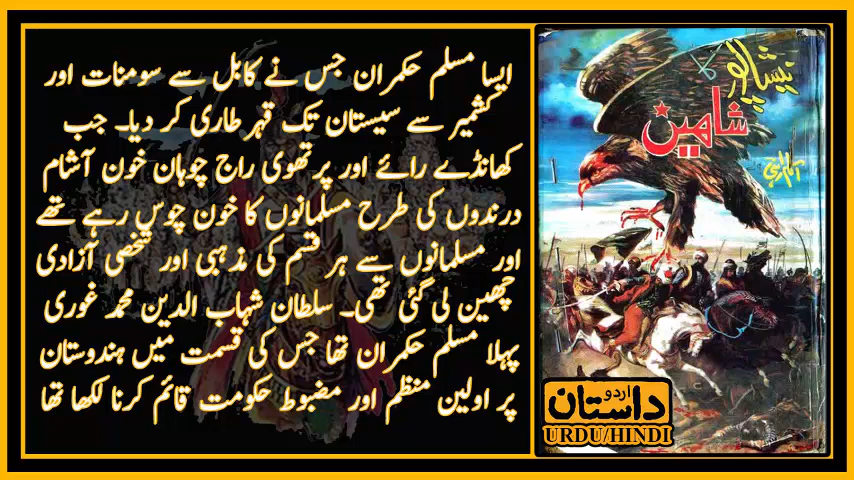 ایسا مسلم حکمران جس نے کابل سے سومنات اور
کشمیر سے سیستان تک قہر طاری کر دیا۔ جب
کھانڈے رائے اور پرتھوی راج چوہان خون آشام
درندوں کی طرح مسلمانوں کا خون چوس رہے تھے
اور مسلمانوں سے ہر قسم کی مذہبی اور شخصی آزادی
چھین لی گئی تھی۔ سلطان شہاب الدین محمد غوری
پہلا مسلم حکمران تھا جس کی قسمت میں ہندوستان
پر اولین منظم اور مضبوط حکومت قائم کرنا لکھا تھا
نیشاپور کا
شاھین
اردو
داستان
URDU/HINDI